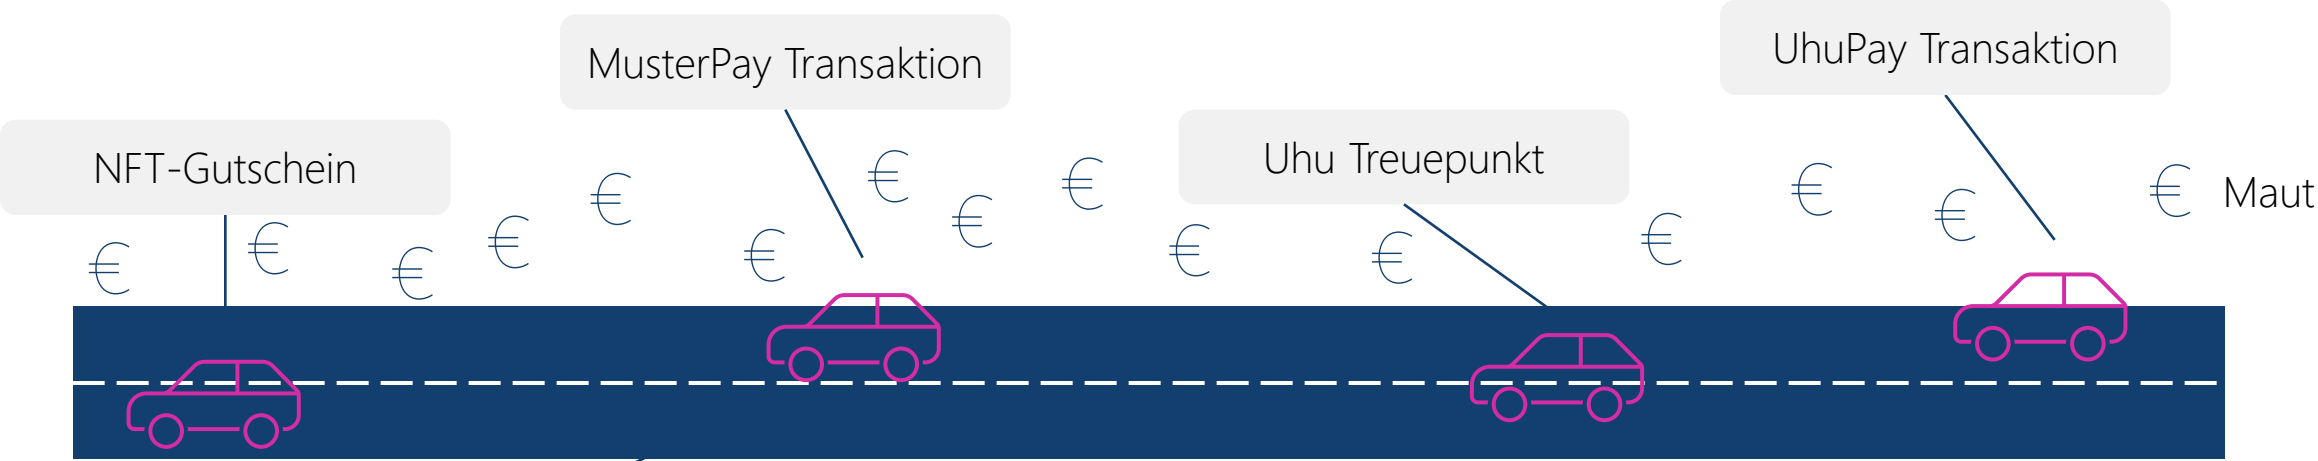 NFT-Gutschein
MusterPay Transaktion
Uhu Treuepunkt
UhuPay Transaktion
€ € € € € € € € € € € € € € €
Maut